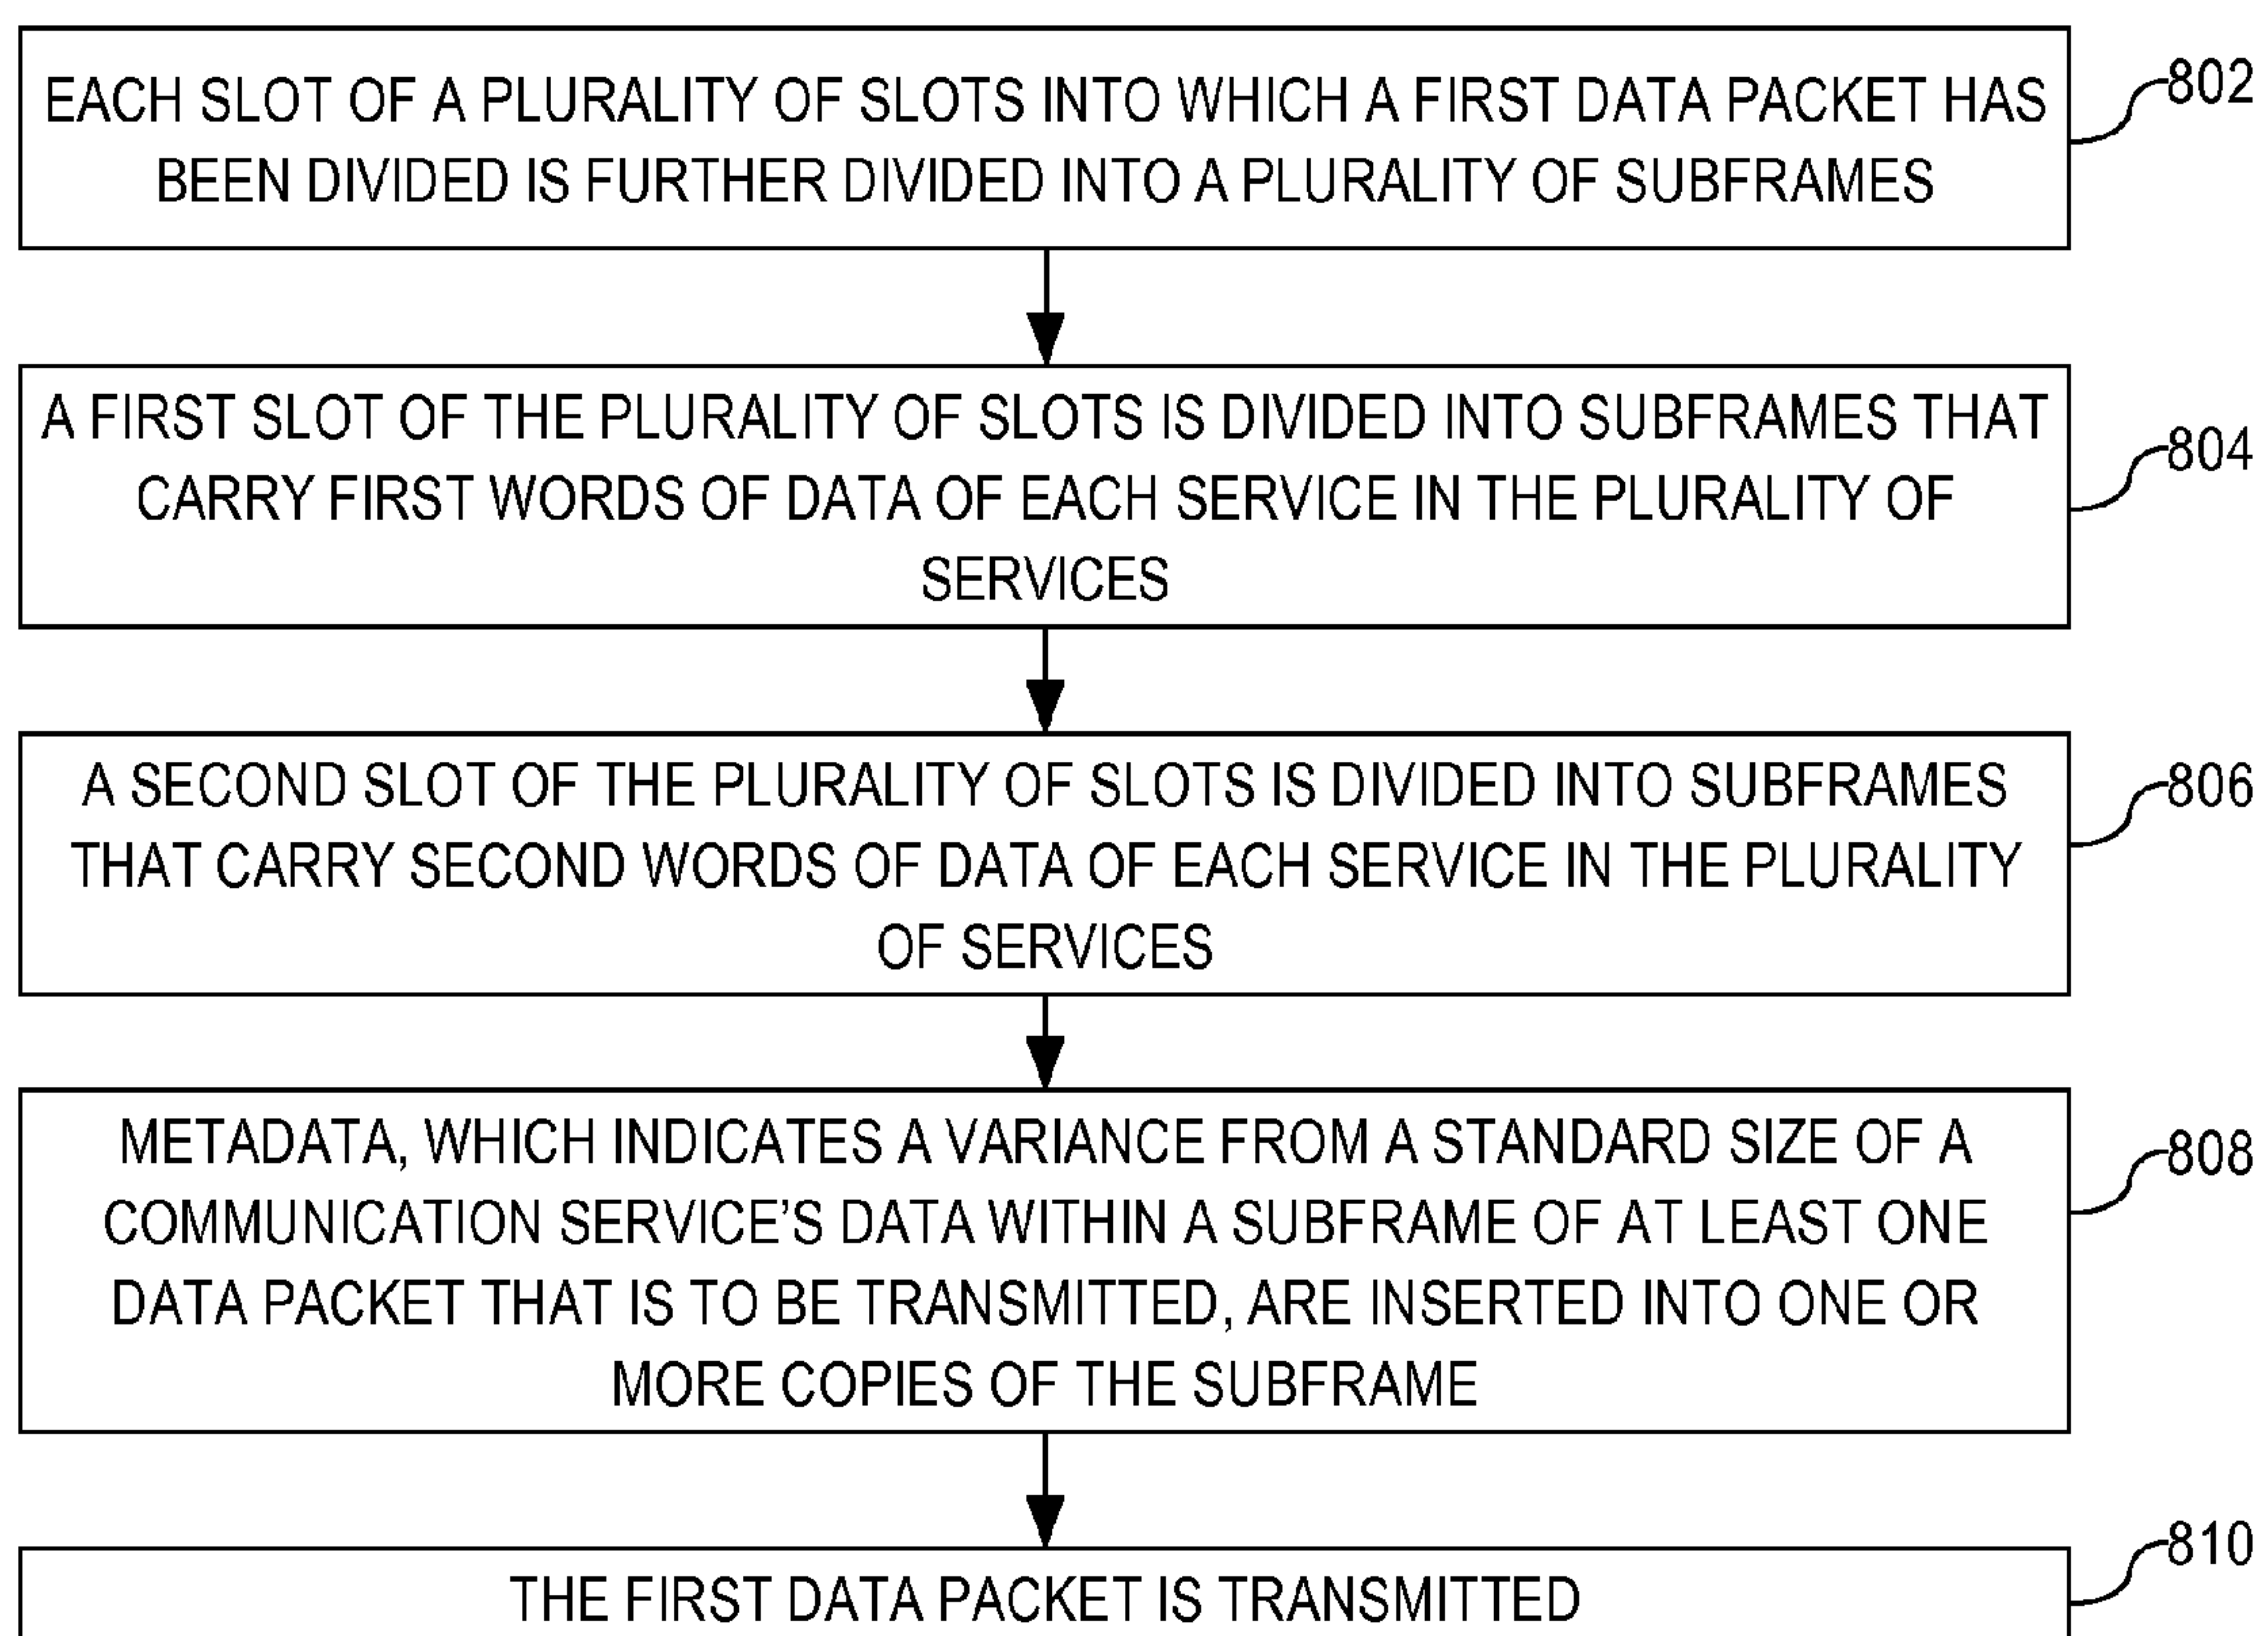 EACH SLOT OF A PLURALITY OF SLOTS INTO WHICH A FIRST DATA PACKET HAS
BEEN DIVIDED IS FURTHER DIVIDED INTO A PLURALITY OF SUBFRAMES
802
A FIRST SLOT OF THE PLURALITY OF SLOTS IS DIVIDED INTO SUBFRAMES THAT
CARRY FIRST WORDS OF DATA OF EACH SERVICE IN THE PLURALITY OF
SERVICES
804
A SECOND SLOT OF THE PLURALITY OF SLOTS IS DIVIDED INTO SUBFRAMES
THAT CARRY SECOND WORDS OF DATA OF EACH SERVICE IN THE PLURALITY
OF SERVICES
806
METADATA, WHICH INDICATES A VARIANCE FROM A STANDARD SIZE OF A
COMMUNICATION SERVICE’S DATA WITHIN A SUBFRAME OF AT LEAST ONE
DATA PACKET THAT IS TO BE TRANSMITTED, ARE INSERTED INTO ONE OR
MORE COPIES OF THE SUBFRAME
808
THE FIRST DATA PACKET IS TRANSMITTED
810